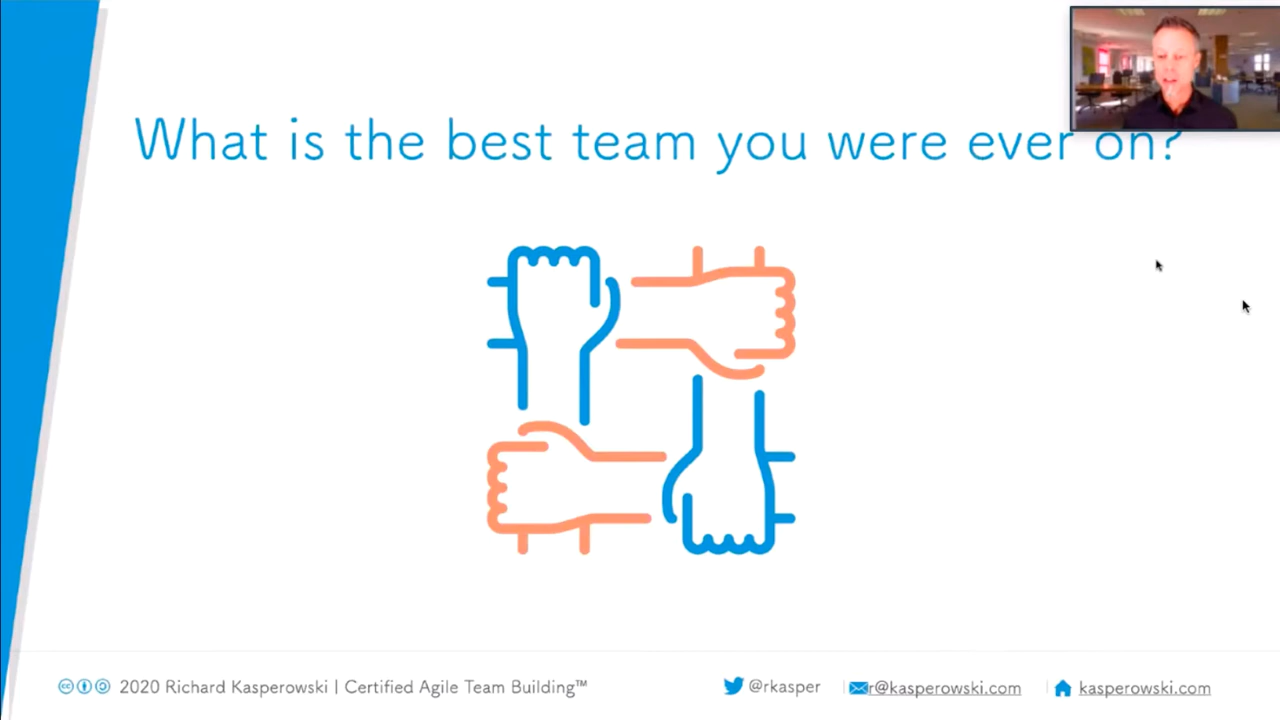 What is the best team you were ever on?
cc 2020 Richard Kasperowski | Certified Agile Team Building™ @rkasper r@kasperowski.com kasperowski.com